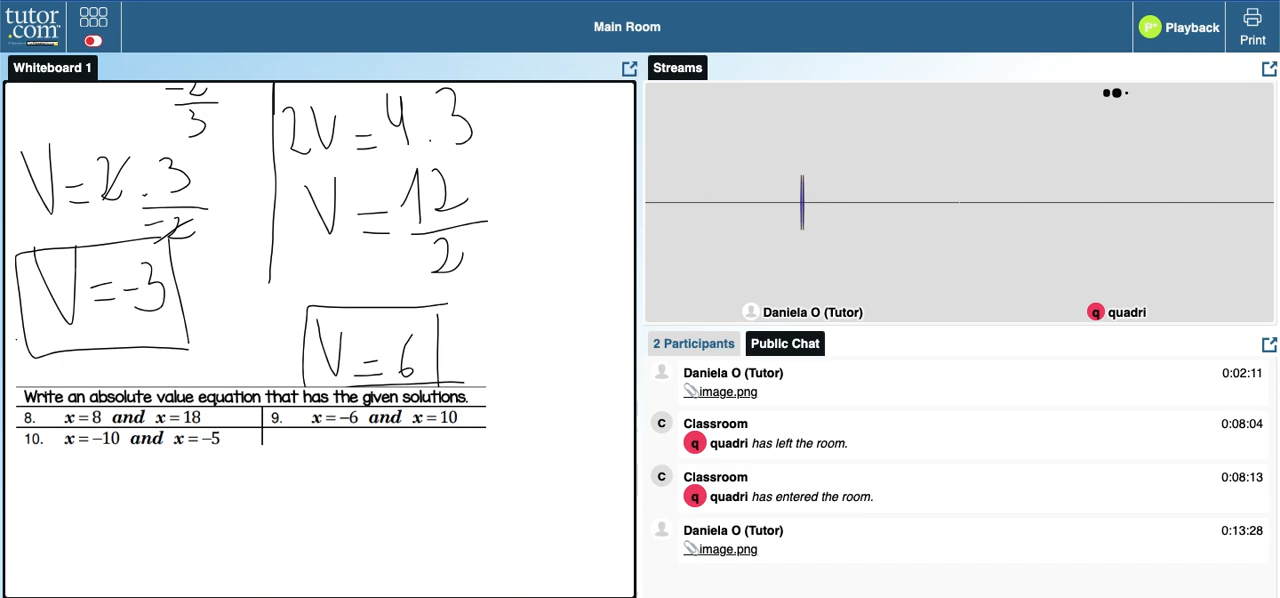 tutor
.com
Main Room
P+ Playback
Print
Whiteboard 1
-2
3
V = 2 . 3
-2
V = -3
2V = 4 . 3
V = 12
2
V = 6
Write an absolute value equation that has the given solutions.
8. x = 8 and x = 18
9. x = -6 and x = 10
10. x = -10 and x = -5
Streams
Daniela O (Tutor)
q quadri
2 Participants
Public Chat
Daniela O (Tutor) 0:02:11
image.png
C Classroom 0:08:04
q quadri has left the room.
C Classroom 0:08:13
q quadri has entered the room.
Daniela O (Tutor) 0:13:28
image.png